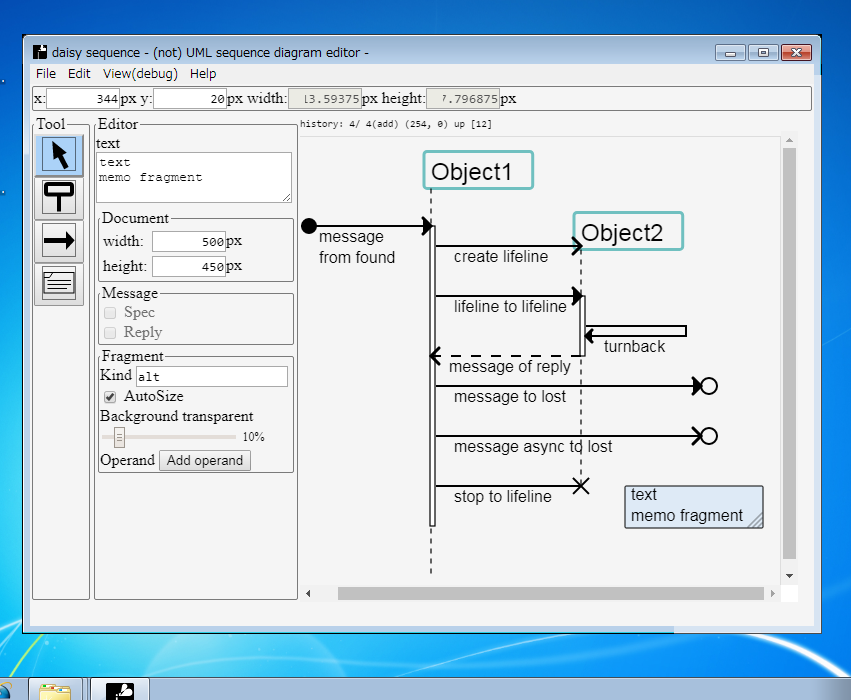 daisy sequence - (not) UML sequence diagram editor -
File Edit View(debug) Help
x: 344 px y: 20 px width: 13.59375 px height: 7.796875 px
Tool
Editor
text
text
memo fragment
Document
width: 500 px
height: 450 px
Message
Spec
Reply
Fragment
Kind alt
AutoSize
Background transparent
10%
Operand Add operand
history: 4/ 4(add) (254, 0) up [12]
Object1
message
from found
Object2
create lifeline
lifeline to lifeline
turnback
message of reply
message to lost
message async to lost
stop to lifeline
text
memo fragment